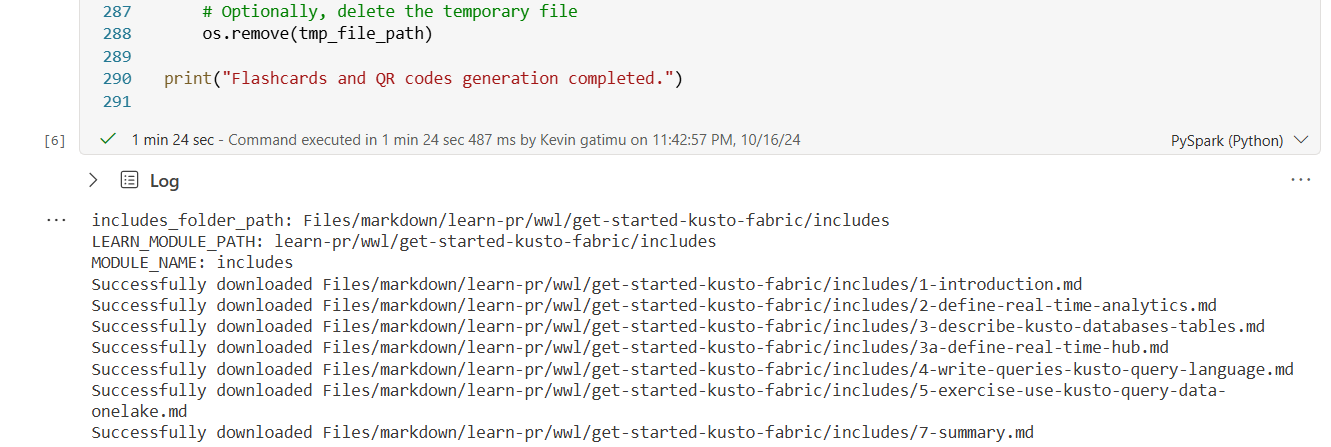 287 # Optionally, delete the temporary file
288 os.remove(tmp_file_path)
289
290 print("Flashcards and QR codes generation completed.")
291
[6] 1 min 24 sec - Command executed in 1 min 24 sec 487 ms by Kevin gatimu on 11:42:57 PM, 10/16/24 PySpark (Python)
Log
includes_folder_path: Files/markdown/learn-pr/wwl/get-started-kusto-fabric/includes
LEARN_MODULE_PATH: learn-pr/wwl/get-started-kusto-fabric/includes
MODULE_NAME: includes
Successfully downloaded Files/markdown/learn-pr/wwl/get-started-kusto-fabric/includes/1-introduction.md
Successfully downloaded Files/markdown/learn-pr/wwl/get-started-kusto-fabric/includes/2-define-real-time-analytics.md
Successfully downloaded Files/markdown/learn-pr/wwl/get-started-kusto-fabric/includes/3-describe-kusto-databases-tables.md
Successfully downloaded Files/markdown/learn-pr/wwl/get-started-kusto-fabric/includes/3a-define-real-time-hub.md
Successfully downloaded Files/markdown/learn-pr/wwl/get-started-kusto-fabric/includes/4-write-queries-kusto-query-language.md
Successfully downloaded Files/markdown/learn-pr/wwl/get-started-kusto-fabric/includes/5-exercise-use-kusto-query-data-
onelake.md
Successfully downloaded Files/markdown/learn-pr/wwl/get-started-kusto-fabric/includes/7-summary.md